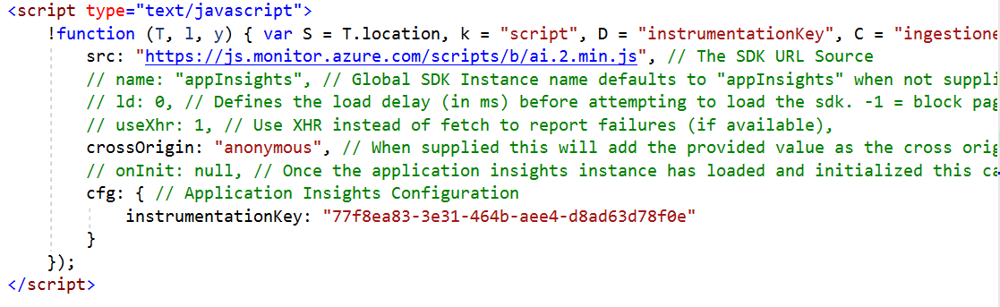 <script type="text/javascript">
!function (T, l, y) { var S = T.location, k = "script", D = "instrumentationKey", C = "ingestione
src: "https://js.monitor.azure.com/scripts/b/ai.2.min.js", // The SDK URL Source
// name: "appInsights", // Global SDK Instance name defaults to "appInsights" when not suppli
// ld: 0, // Defines the load delay (in ms) before attempting to load the sdk. -1 = block pag
// useXhr: 1, // Use XHR instead of fetch to report failures (if available),
crossOrigin: "anonymous", // When supplied this will add the provided value as the cross orig
// onInit: null, // Once the application insights instance has loaded and initialized this ca
cfg: { // Application Insights Configuration
instrumentationKey: "77f8ea83-3e31-464b-aee4-d8ad63d78f0e"
}
});
</script>